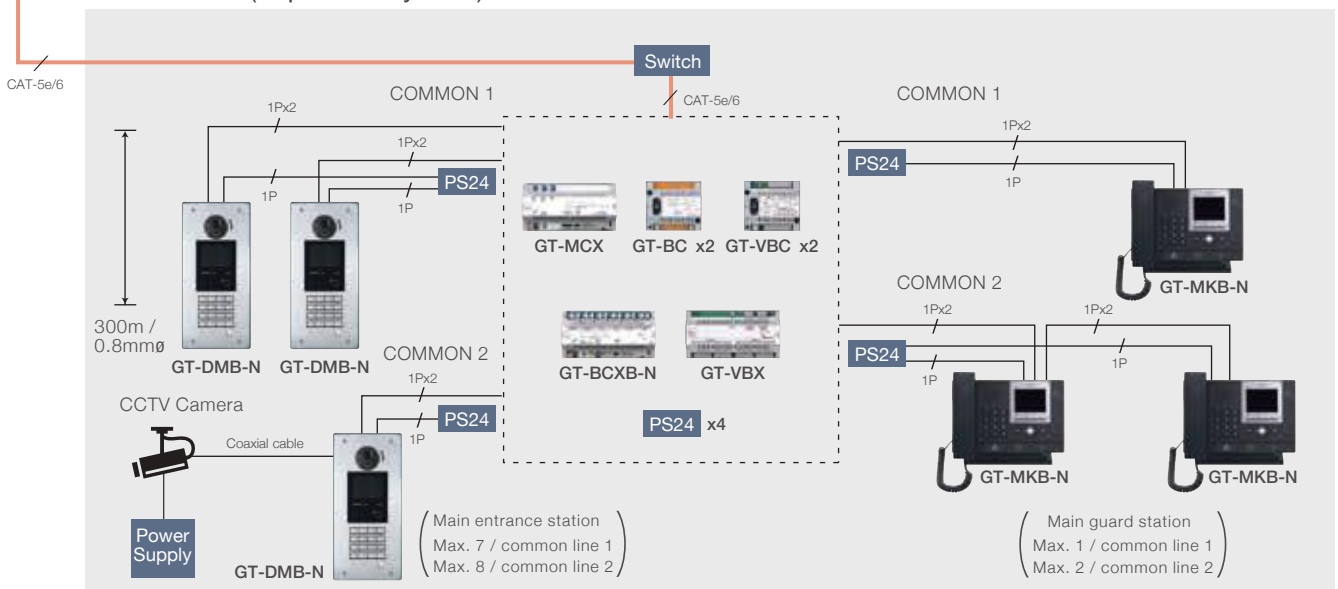 CAT-5e/6
Switch
CAT-5e/6
COMMON 1
1Px2
1Px2
PS24
1P
1P
300m /
0.8mmø
GT-DMB-N
GT-DMB-N
COMMON 2
1Px2
PS24
1P
CCTV Camera
Coaxial cable
Power
Supply
GT-DMB-N
Main entrance station
Max. 7 / common line 1
Max. 8 / common line 2
GT-MCX
GT-BC x2
GT-VBC x2
GT-BCXB-N
GT-VBX
PS24 x4
COMMON 1
1Px2
PS24
1P
GT-MKB-N
COMMON 2
1Px2
1Px2
PS24
1P
1P
GT-MKB-N
GT-MKB-N
Main guard station
Max. 1 / common line 1
Max. 2 / common line 2